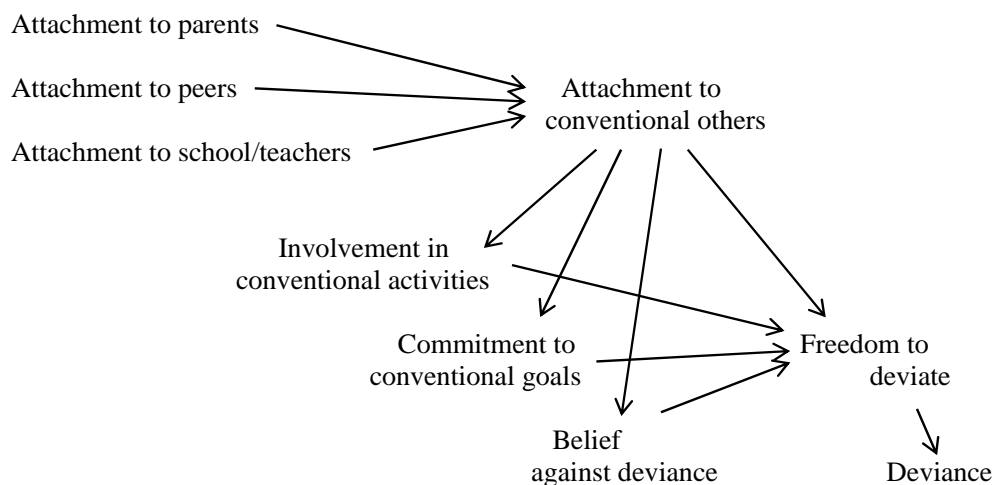 Attachment to parents
Attachment to peers
Attachment to
conventional others
Attachment to school/teachers
Involvement in
conventional activities
Commitment to
conventional goals
Freedom to
deviate
Belief
against deviance
Deviance